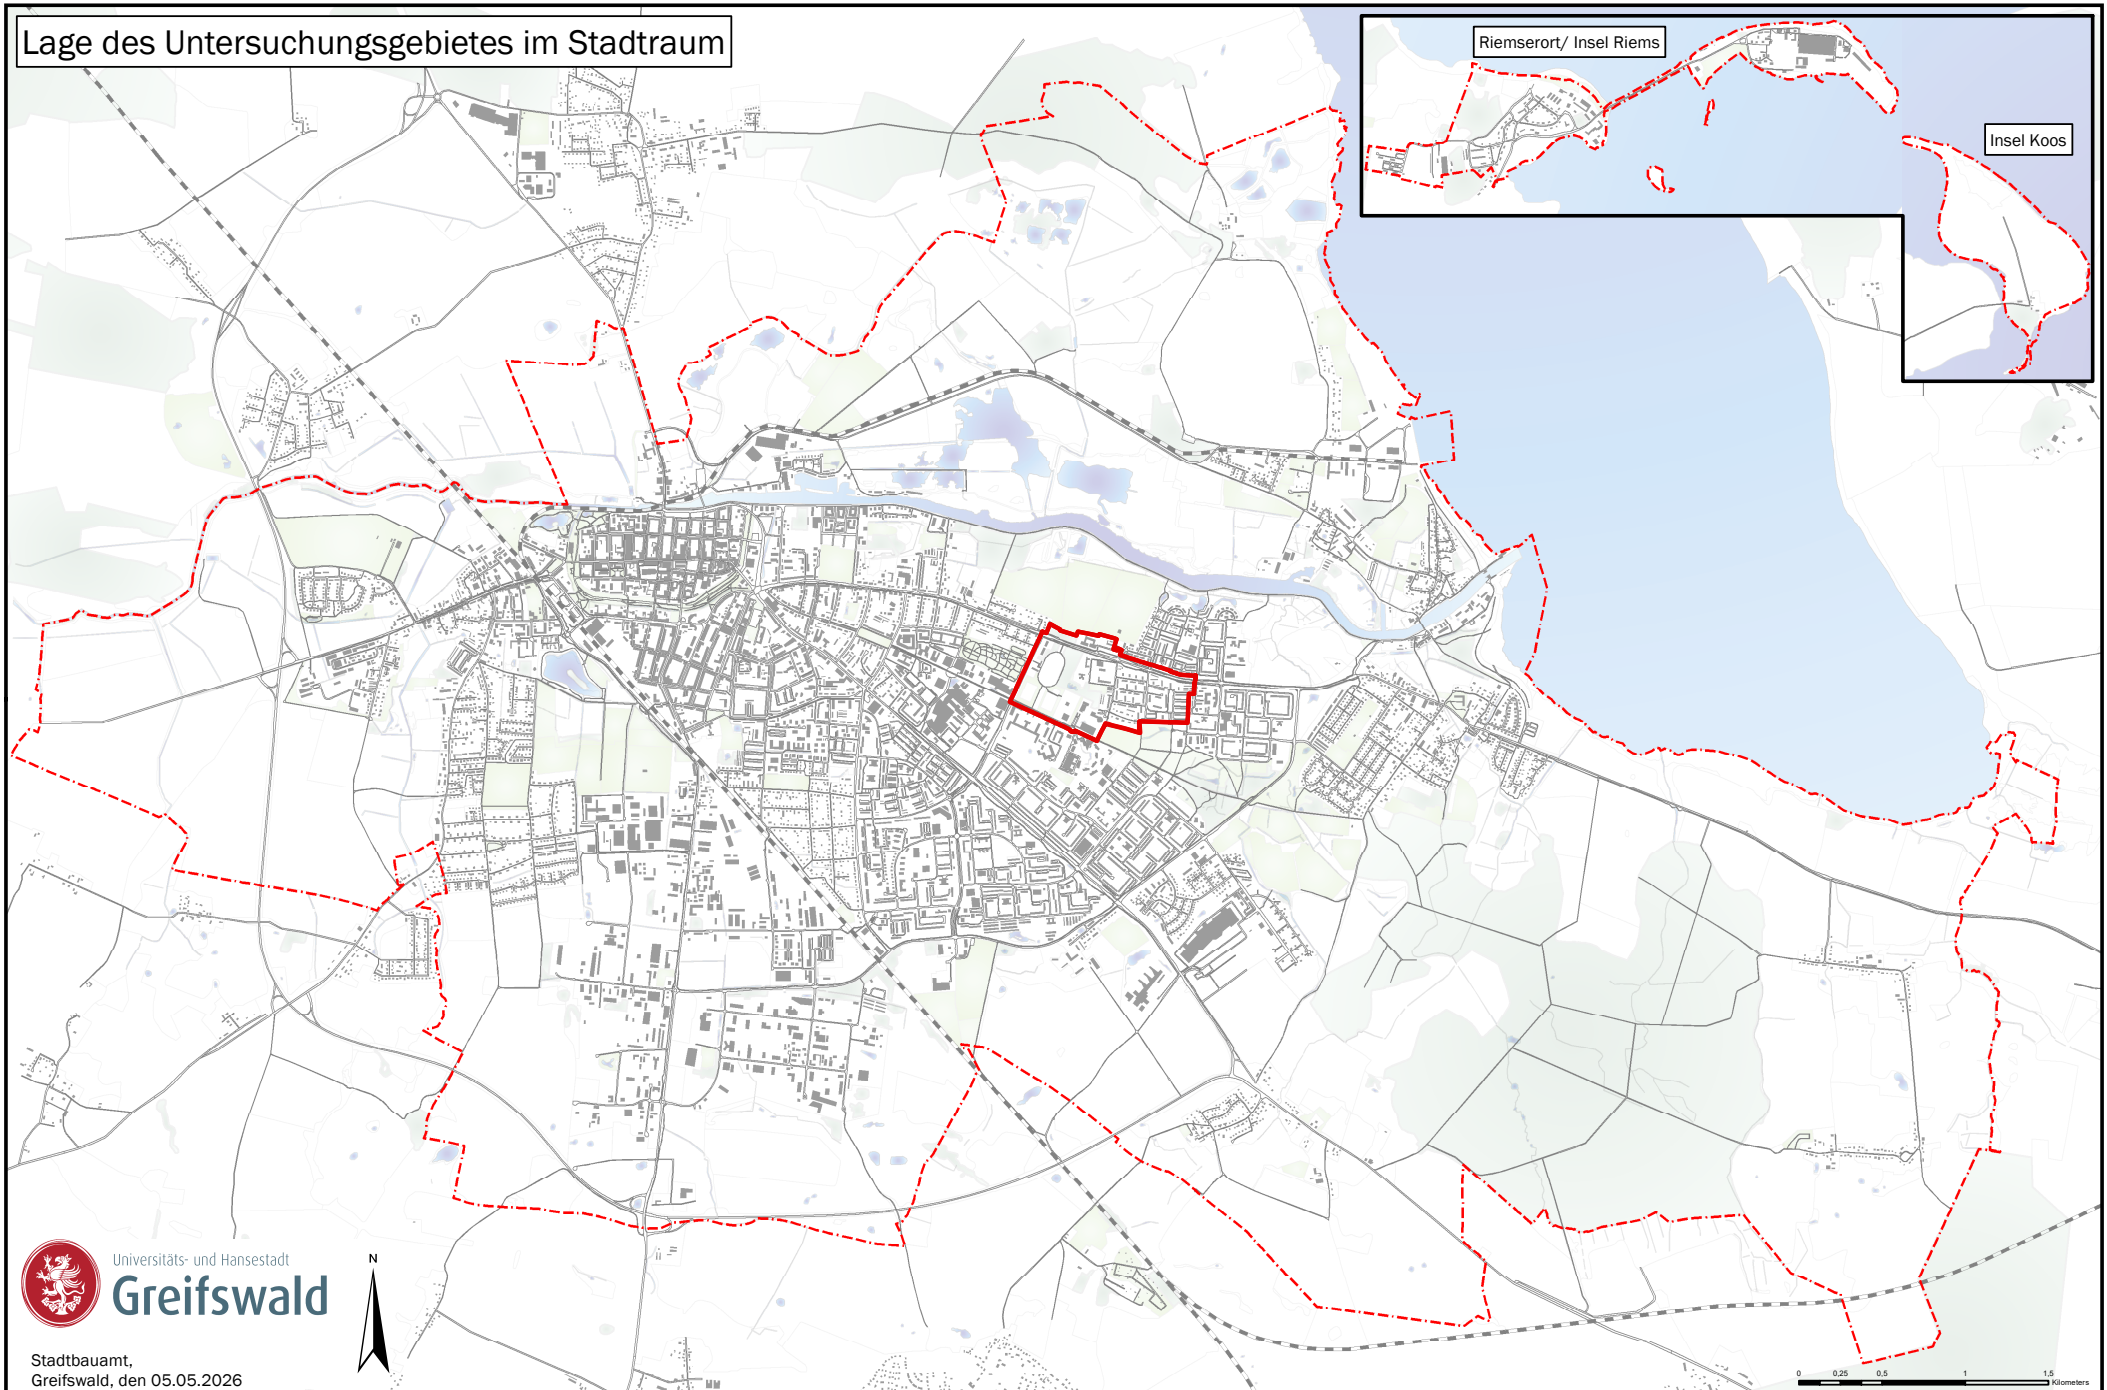 Lage des Untersuchungsgebietes im Stadtraum
Riemserort/ Insel Riems
Insel Koos
Universitäts- und Hansestadt
Greifswald
N
Stadtbauamt,
Greifswald, den 05.05.2026
0 0,25 0,5 1 1,5
Kilometers